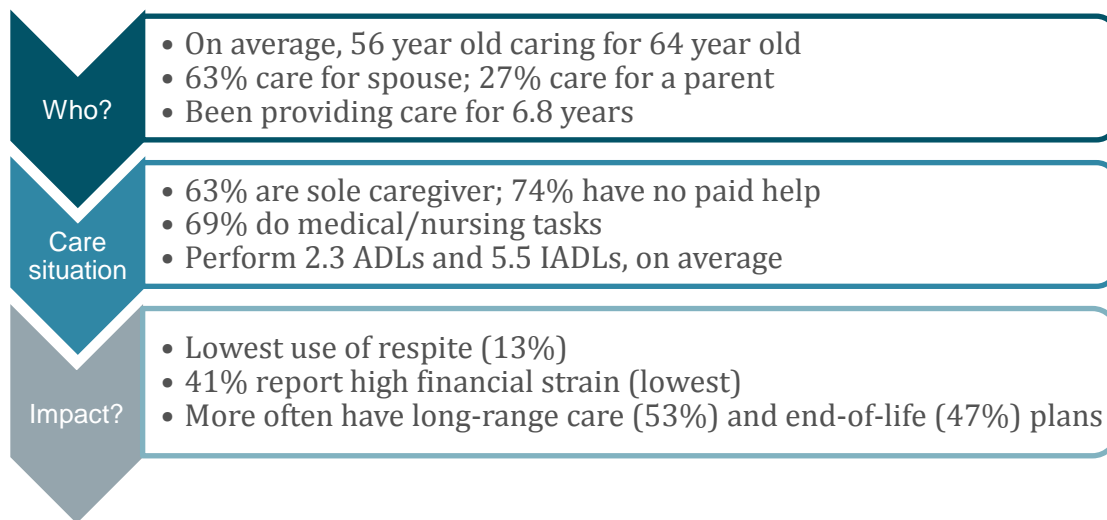 Who?
• On average, 56 year old caring for 64 year old
• 63% care for spouse; 27% care for a parent
• Been providing care for 6.8 years
Care
situation
• 63% are sole caregiver; 74% have no paid help
• 69% do medical/nursing tasks
• Perform 2.3 ADLs and 5.5 IADLs, on average
Impact?
• Lowest use of respite (13%)
• 41% report high financial strain (lowest)
• More often have long-range care (53%) and end-of-life (47%) plans